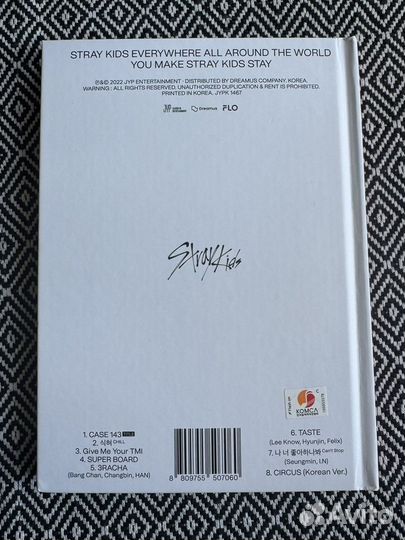 STRAY KIDS EVERYWHERE ALL AROUND THE WORLD
YOU MAKE STRAY KIDS STAY
℗&© 2022 JYP ENTERTAINMENT · DISTRIBUTED BY DREAMUS COMPANY, KOREA.
WARNING : ALL RIGHTS RESERVED. UNAUTHORIZED DUPLICATION & RENT IS PROHIBITED.
PRINTED IN KOREA, JYPK 1467
JYP Dreamus FLO
Stray Kids
KOMCA
1. CASE 143 TITLE
2. 식혀 CHILL
3. Give Me Your TMI
4. SUPER BOARD
5. 3RACHA
(Bang Chan, Changbin, HAN)
8 809755 507060
6. TASTE
(Lee Know, Hyunjin, Felix)
7. 나 너 좋아하나봐 Can't Stop
(Seungmin, I.N)
8. CIRCUS (Korean Ver.)
Avito